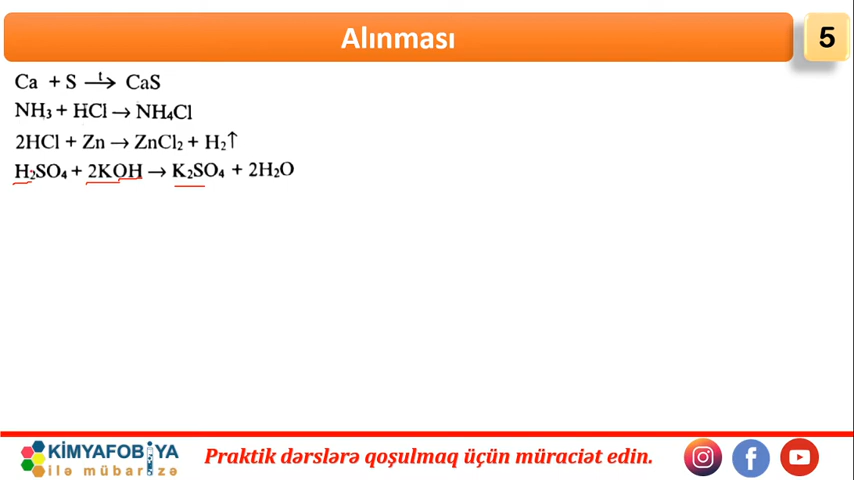 Alınması
5
Ca + S —t→ CaS
NH₃ + HCl → NH₄Cl
2HCl + Zn → ZnCl₂ + H₂↑
H₂SO₄ + 2KOH → K₂SO₄ + 2H₂O
KİMYAFOBİYA
ilə mübarizə
Praktik dərslərə qoşulmaq üçün müraciət edin.